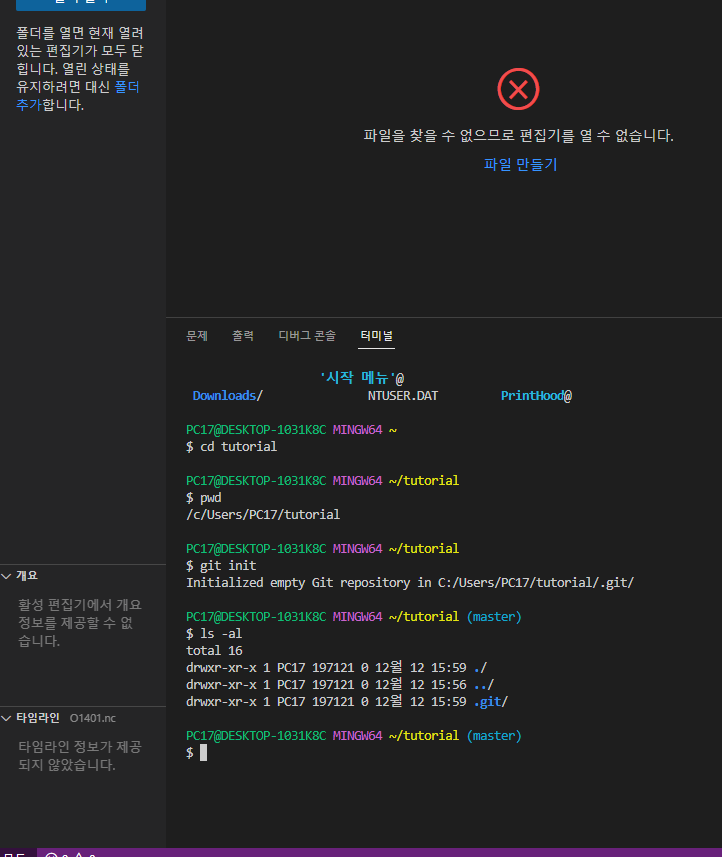 폴더를 열면 현재 열려
있는 편집기가 모두 닫
힙니다. 열린 상태를
유지하려면 대신 폴더
추가합니다.
파일을 찾을 수 없으므로 편집기를 열 수 없습니다.
파일 만들기
문제 출력 디버그 콘솔 터미널
'시작 메뉴'@
Downloads/ NTUSER.DAT PrintHood@
PC17@DESKTOP-1031K8C MINGW64 ~
$ cd tutorial
PC17@DESKTOP-1031K8C MINGW64 ~/tutorial
$ pwd
/c/Users/PC17/tutorial
PC17@DESKTOP-1031K8C MINGW64 ~/tutorial
$ git init
Initialized empty Git repository in C:/Users/PC17/tutorial/.git/
PC17@DESKTOP-1031K8C MINGW64 ~/tutorial (master)
$ ls -al
total 16
drwxr-xr-x 1 PC17 197121 0 12월 12 15:59 ./
drwxr-xr-x 1 PC17 197121 0 12월 12 15:56 ../
drwxr-xr-x 1 PC17 197121 0 12월 12 15:59 .git/
PC17@DESKTOP-1031K8C MINGW64 ~/tutorial (master)
$
개요
활성 편집기에서 개요
정보를 제공할 수 없
습니다.
타임라인 O1401.nc
타임라인 정보가 제공
되지 않았습니다.